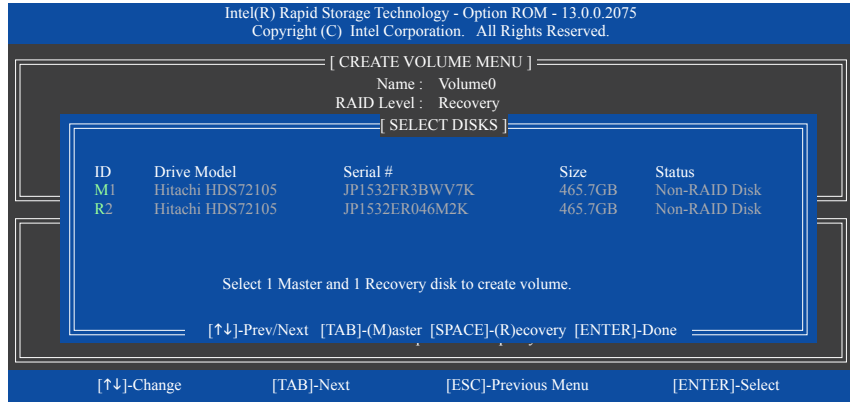 Intel(R) Rapid Storage Technology - Option ROM - 13.0.0.2075
Copyright (C) Intel Corporation. All Rights Reserved.
[ CREATE VOLUME MENU ]
Name : Volume0
RAID Level : Recovery
[ SELECT DISKS ]
ID Drive Model Serial # Size Status
M1 Hitachi HDS72105 JP1532FR3BWV7K 465.7GB Non-RAID Disk
R2 Hitachi HDS72105 JP1532ER046M2K 465.7GB Non-RAID Disk
Select 1 Master and 1 Recovery disk to create volume.
[↑↓]-Prev/Next [TAB]-(M)aster [SPACE]-(R)ecovery [ENTER]-Done
[↑↓]-Change [TAB]-Next [ESC]-Previous Menu [ENTER]-Select